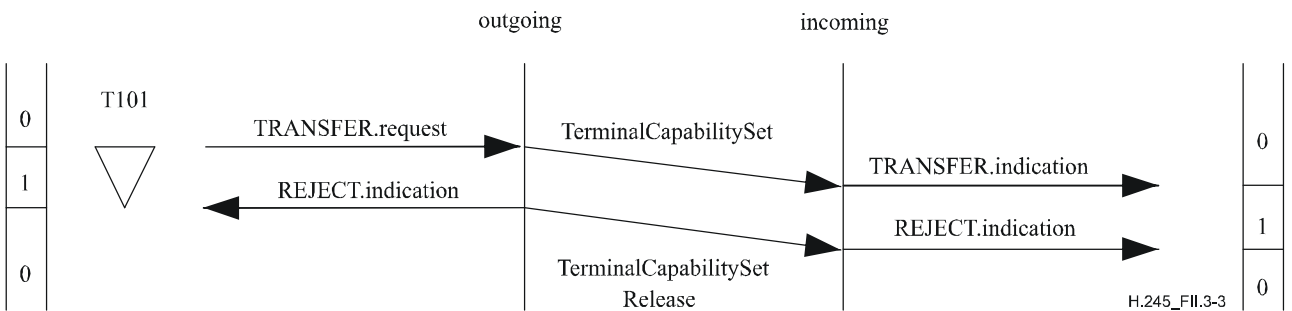 outgoing
incoming
T101
0
TRANSFER.request
TerminalCapabilitySet
0
TRANSFER.indication
1
REJECT.indication
REJECT.indication
1
0
TerminalCapabilitySet
Release
H.245_FII.3-3
0